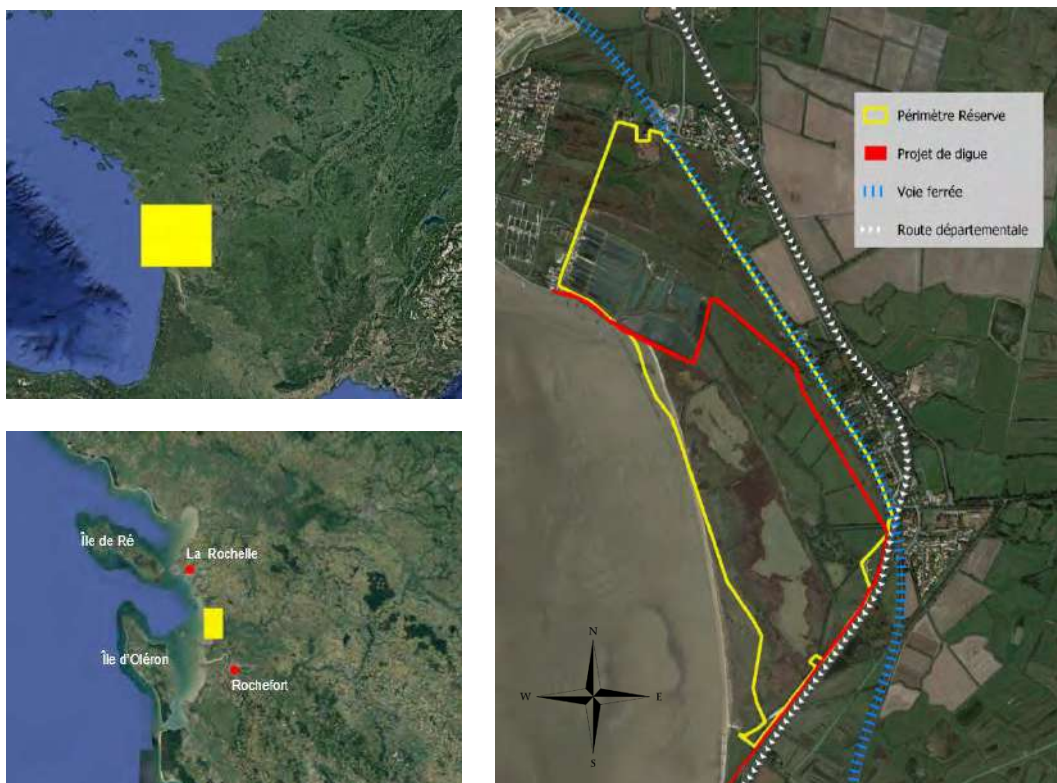 Île de Ré
La Rochelle
Île d'Oléron
Rochefort
Périmètre Réserve
Projet de digue
Voie ferrée
Route départementale
N
W
E
S